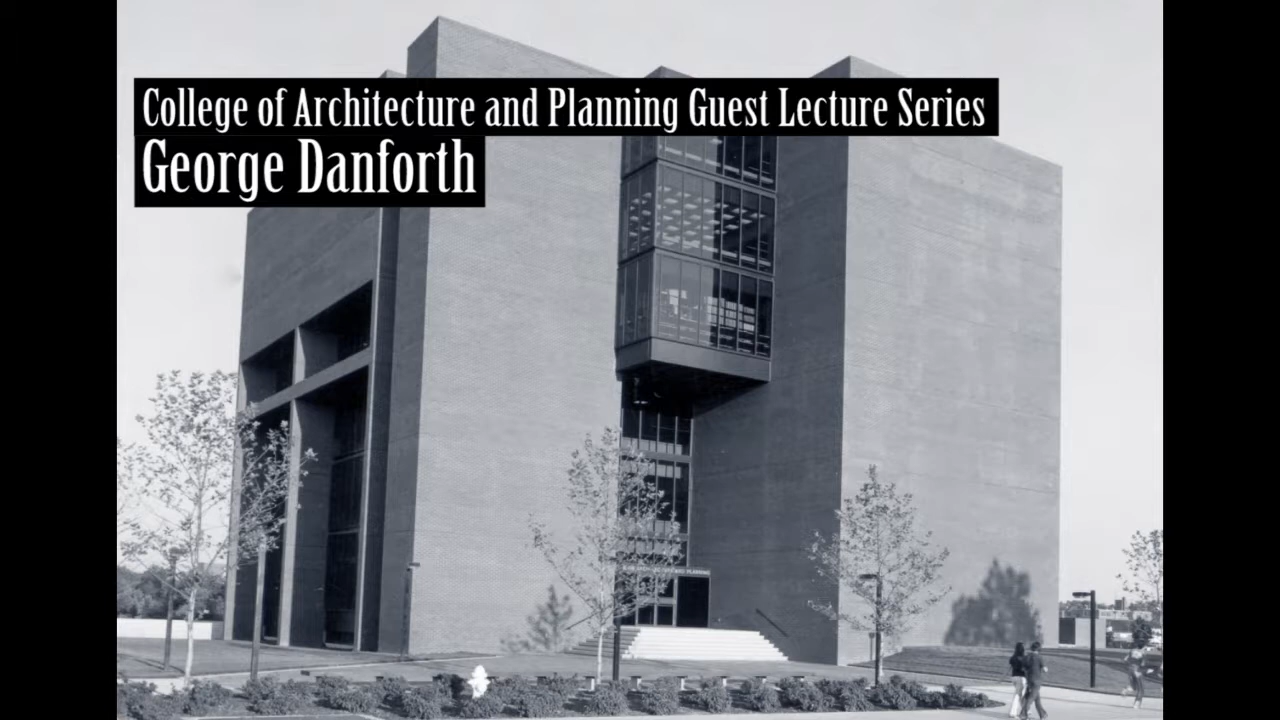 College of Architecture and Planning Guest Lecture Series
George Danforth